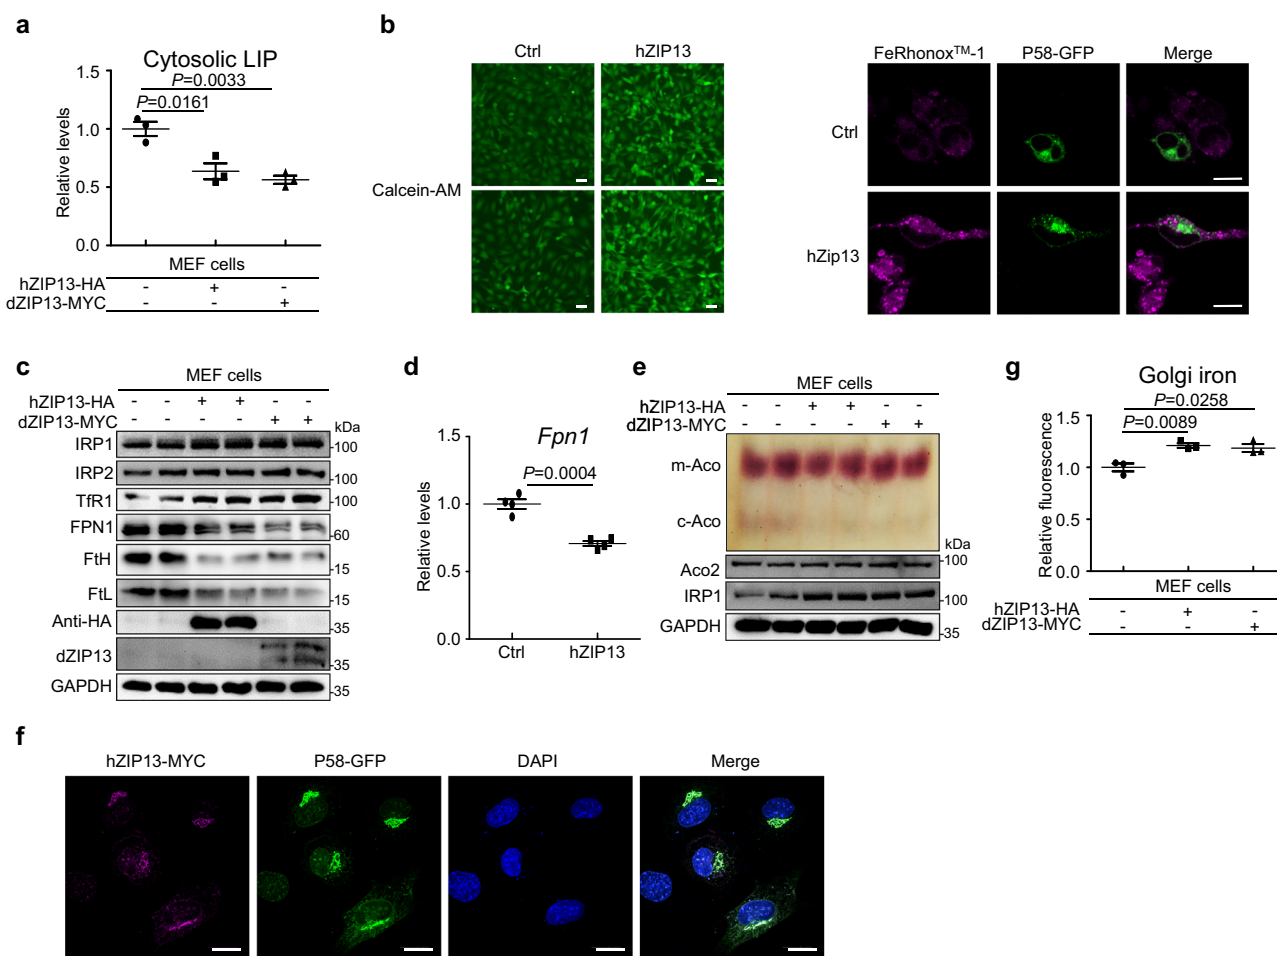 a
Cytosolic LIP
P=0.0033
P=0.0161
1.5
1.0
0.5
0.0
Relative levels
MEF cells
hZIP13-HA - + -
dZIP13-MYC - - +
b
Ctrl hZIP13
Calcein-AM
FeRhonox™-1 P58-GFP Merge
Ctrl
hZip13
c
MEF cells
hZIP13-HA - - + + - -
dZIP13-MYC - - - - + +
kDa
IRP1 -100
IRP2 -100
TfR1 -100
FPN1 -60
FtH -15
FtL -15
Anti-HA -35
dZIP13 -35
GAPDH -35
d
Fpn1
P=0.0004
1.5
1.0
0.5
0.0
Relative levels
Ctrl hZIP13
e
MEF cells
hZIP13-HA - - + + - -
dZIP13-MYC - - - - + +
m-Aco
c-Aco
kDa
Aco2 -100
IRP1 -100
GAPDH -35
g
Golgi iron
P=0.0258
P=0.0089
1.5
1.0
0.5
0.0
Relative fluorescence
MEF cells
hZIP13-HA - + -
dZIP13-MYC - - +
f
hZIP13-MYC P58-GFP DAPI Merge